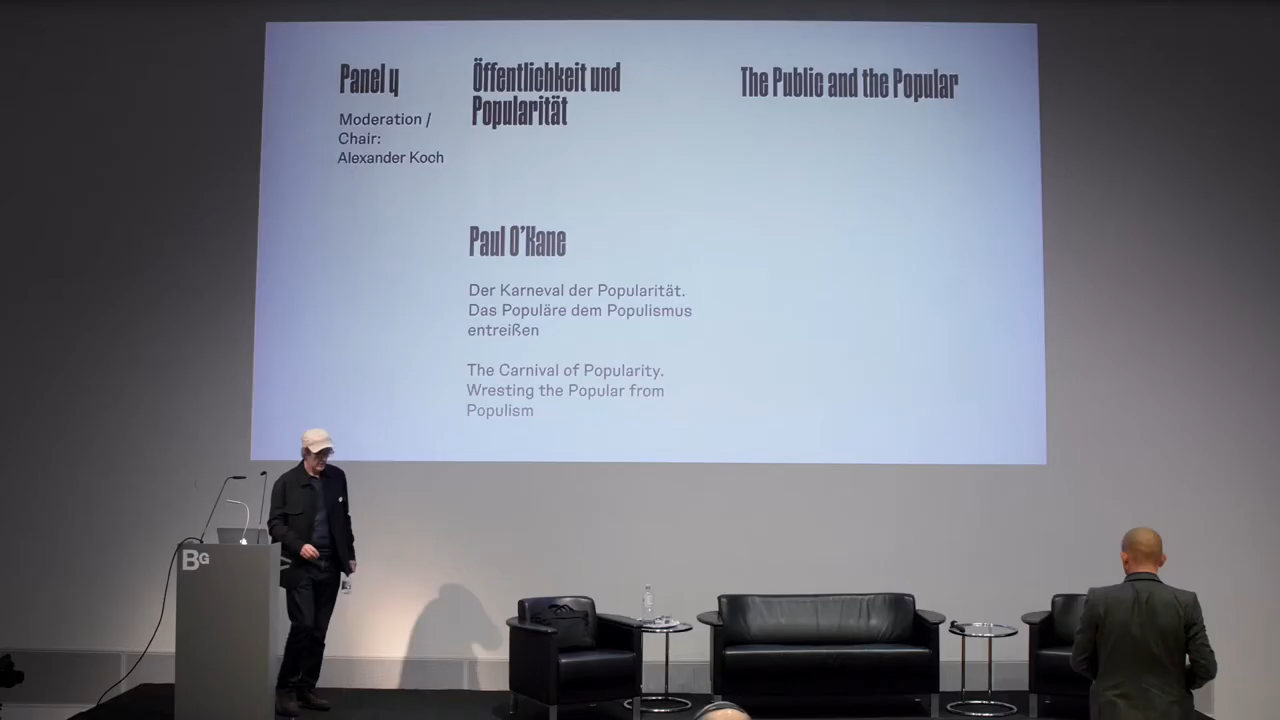 Panel 4
Moderation /
Chair:
Alexander Koch
Öffentlichkeit und
Popularität
The Public and the Popular
Paul O'Kane
Der Karneval der Popularität.
Das Populäre dem Populismus
entreißen
The Carnival of Popularity.
Wresting the Popular from
Populism
BG